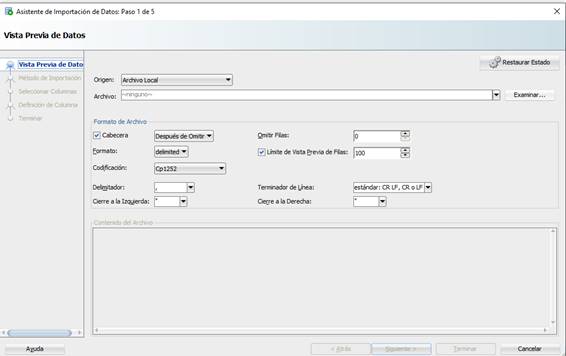 Asistente de Importación de Datos: Paso 1 de 5
Vista Previa de Datos
Vista Previa de Dato
Método de Importación
Seleccionar Columnas
Definición de Columna
Terminar
Restaurar Estado
Origen: Archivo Local
Archivo: ~ninguno~ Examinar...
Formato de Archivo
Cabecera Después de Omitir Omitir Filas: 0
Formato: delimited Límite de Vista Previa de Filas: 100
Codificación: Cp1252
Delimitador: , Terminador de Línea: estándar: CR LF, CR o LF
Cierre a la Izquierda: " Cierre a la Derecha: "
Contenido del Archivo
Ayuda < Atrás Siguiente > Terminar Cancelar